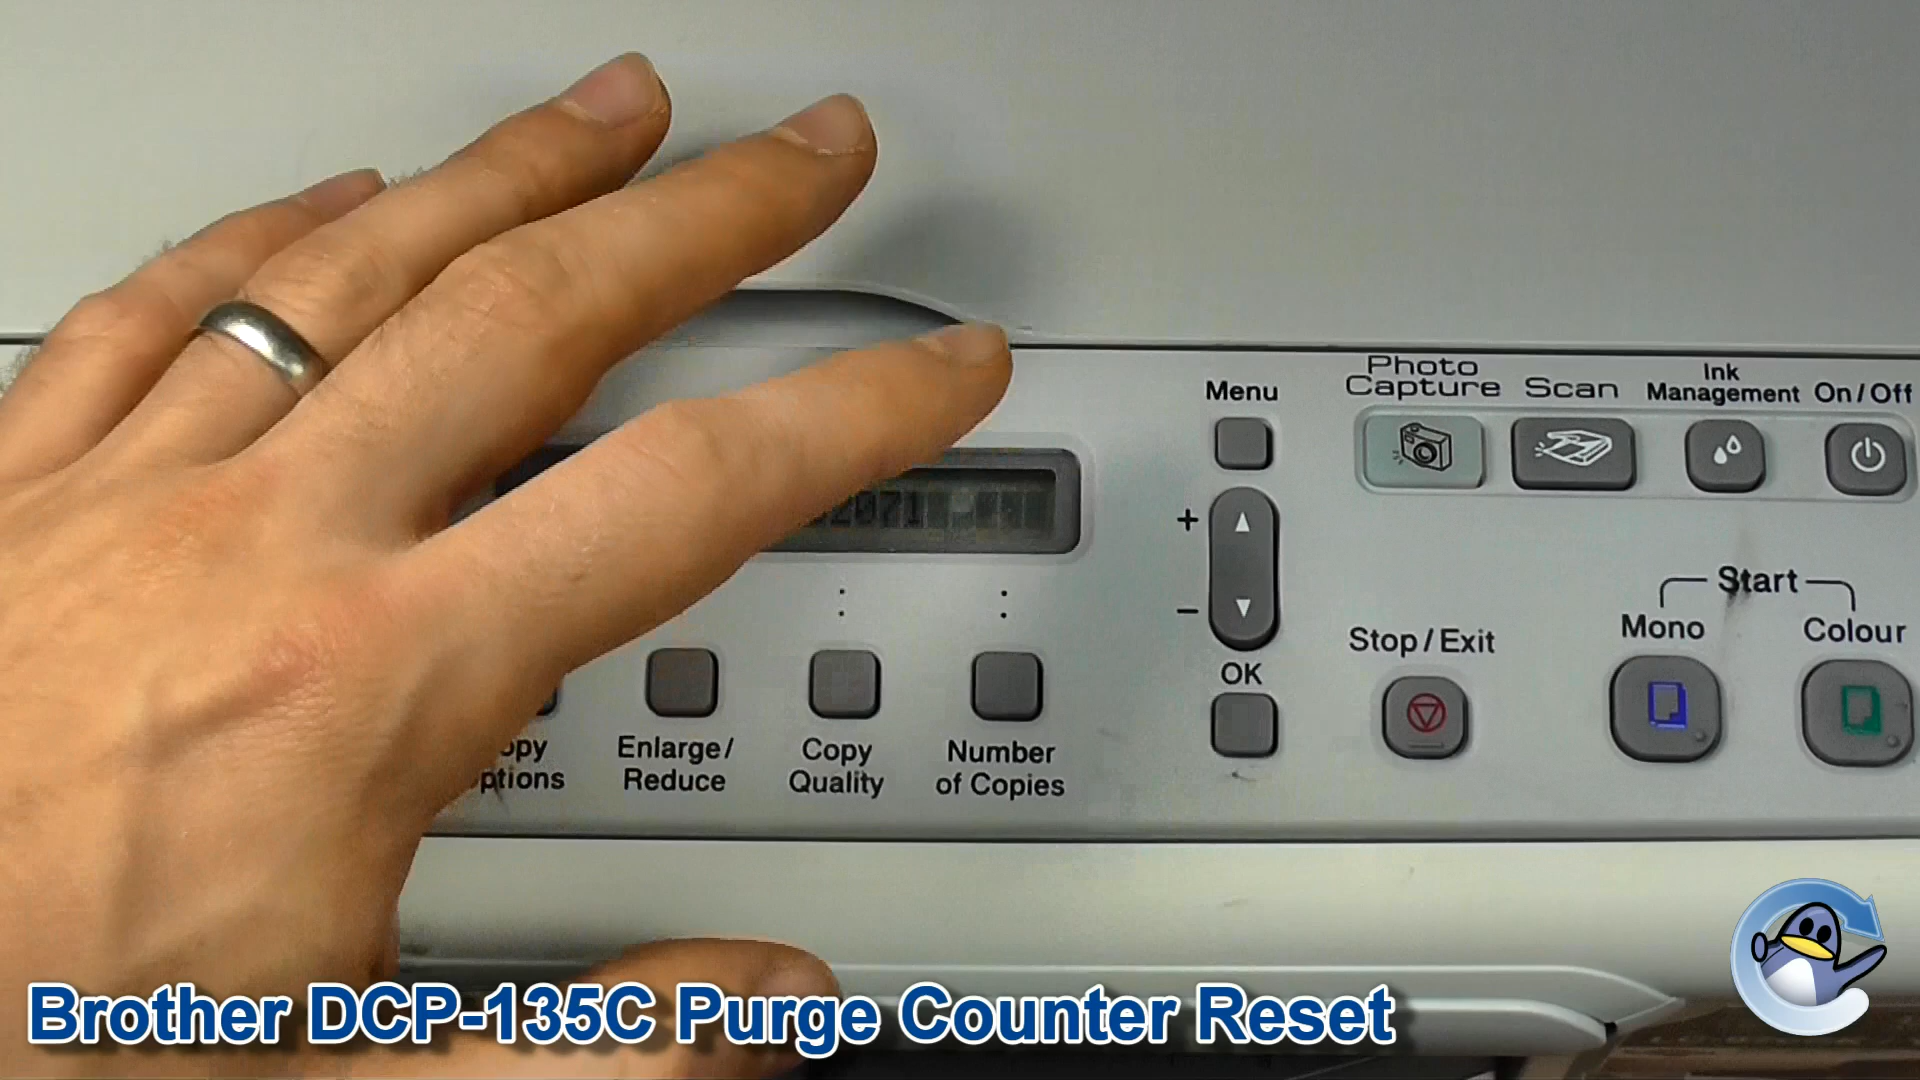 Photo
Capture
Scan
Ink
Management
On/Off
Menu
2071
+
−
Start
Mono
Colour
Stop/Exit
OK
Enlarge/
Reduce
Copy
Quality
Number
of Copies
Brother DCP-135C Purge Counter Reset